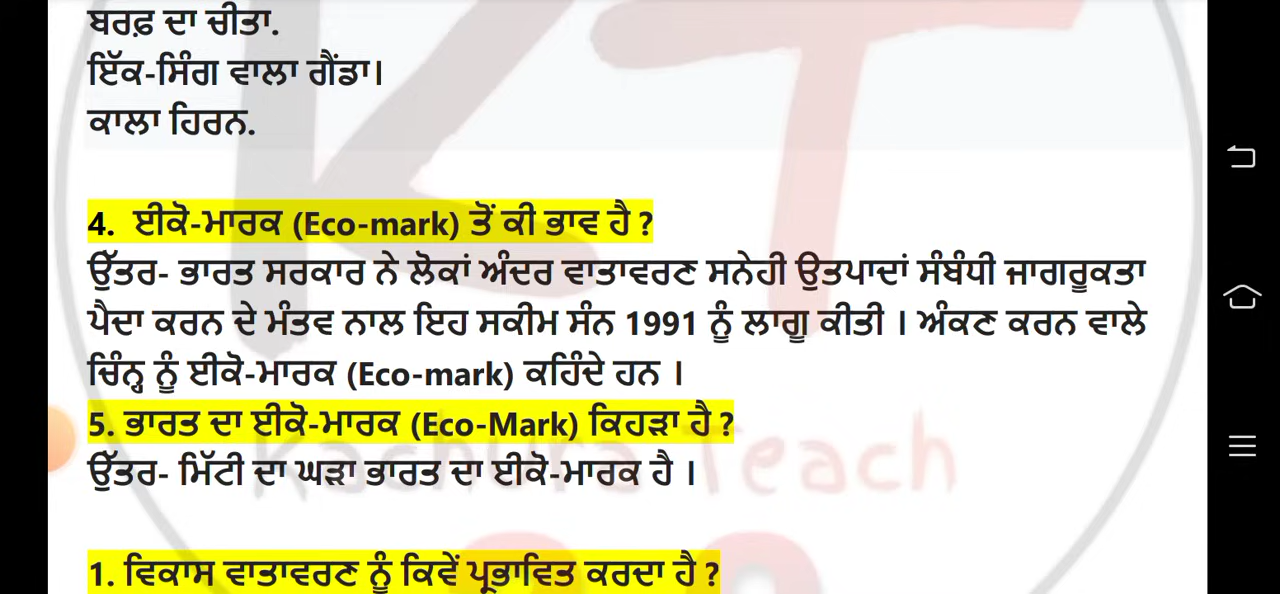 ਬਰਫ਼ ਦਾ ਚੀਤਾ.
ਇੱਕ-ਸਿੰਗ ਵਾਲਾ ਗੈਂਡਾ।
ਕਾਲਾ ਹਿਰਨ.
4. ਈਕੋ-ਮਾਰਕ (Eco-mark) ਤੋਂ ਕੀ ਭਾਵ ਹੈ ?
ਉੱਤਰ- ਭਾਰਤ ਸਰਕਾਰ ਨੇ ਲੋਕਾਂ ਅੰਦਰ ਵਾਤਾਵਰਣ ਸਨੇਹੀ ਉਤਪਾਦਾਂ ਸੰਬੰਧੀ ਜਾਗਰੂਕਤਾ
ਪੈਦਾ ਕਰਨ ਦੇ ਮੰਤਵ ਨਾਲ ਇਹ ਸਕੀਮ ਸੰਨ 1991 ਨੂੰ ਲਾਗੂ ਕੀਤੀ । ਅੰਕਣ ਕਰਨ ਵਾਲੇ
ਚਿੰਨ੍ਹ ਨੂੰ ਈਕੋ-ਮਾਰਕ (Eco-mark) ਕਹਿੰਦੇ ਹਨ ।
5. ਭਾਰਤ ਦਾ ਈਕੋ-ਮਾਰਕ (Eco-Mark) ਕਿਹੜਾ ਹੈ ?
Kachura Teach
ਉੱਤਰ- ਮਿੱਟੀ ਦਾ ਘੜਾ ਭਾਰਤ ਦਾ ਈਕੋ-ਮਾਰਕ ਹੈ ।
1. ਵਿਕਾਸ ਵਾਤਾਵਰਣ ਨੂੰ ਕਿਵੇਂ ਪ੍ਰਭਾਵਿਤ ਕਰਦਾ ਹੈ ?